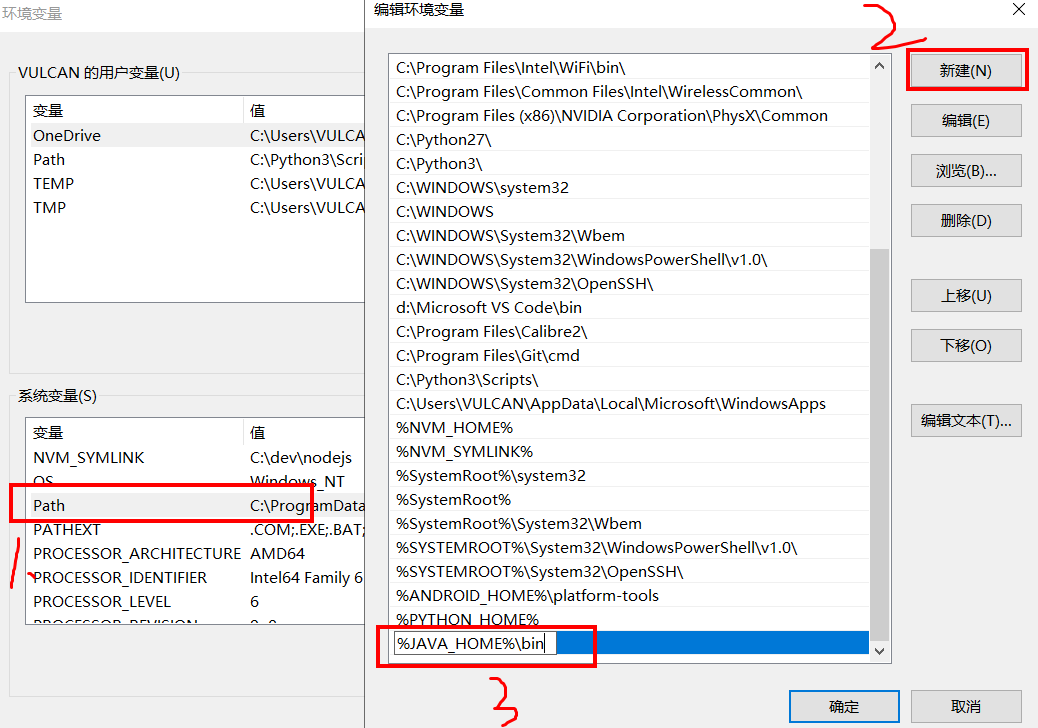 环境变量
VULCAN 的用户变量(U)
变量 值
OneDrive C:\Users\VULCA
Path C:\Python3\Scri
TEMP C:\Users\VULCA
TMP C:\Users\VULCA
系统变量(S)
变量 值
NVM_SYMLINK C:\dev\nodejs
OS Windows_NT
Path C:\ProgramData
PATHEXT .COM;.EXE;.BAT;
PROCESSOR_ARCHITECTURE AMD64
PROCESSOR_IDENTIFIER Intel64 Family 6
PROCESSOR_LEVEL 6
1
编辑环境变量
2
C:\Program Files\Intel\WiFi\bin\
C:\Program Files\Common Files\Intel\WirelessCommon\
C:\Program Files (x86)\NVIDIA Corporation\PhysX\Common
C:\Python27\
C:\Python3\
C:\WINDOWS\system32
C:\WINDOWS
C:\WINDOWS\System32\Wbem
C:\WINDOWS\System32\WindowsPowerShell\v1.0\
C:\WINDOWS\System32\OpenSSH\
d:\Microsoft VS Code\bin
C:\Program Files\Calibre2\
C:\Program Files\Git\cmd
C:\Python3\Scripts\
C:\Users\VULCAN\AppData\Local\Microsoft\WindowsApps
%NVM_HOME%
%NVM_SYMLINK%
%SystemRoot%\system32
%SystemRoot%
%SystemRoot%\System32\Wbem
%SYSTEMROOT%\System32\WindowsPowerShell\v1.0\
%SYSTEMROOT%\System32\OpenSSH\
%ANDROID_HOME%\platform-tools
%PYTHON_HOME%
%JAVA_HOME%\bin
3
新建(N)
编辑(E)
浏览(B)...
删除(D)
上移(U)
下移(O)
编辑文本(T)...
确定
取消